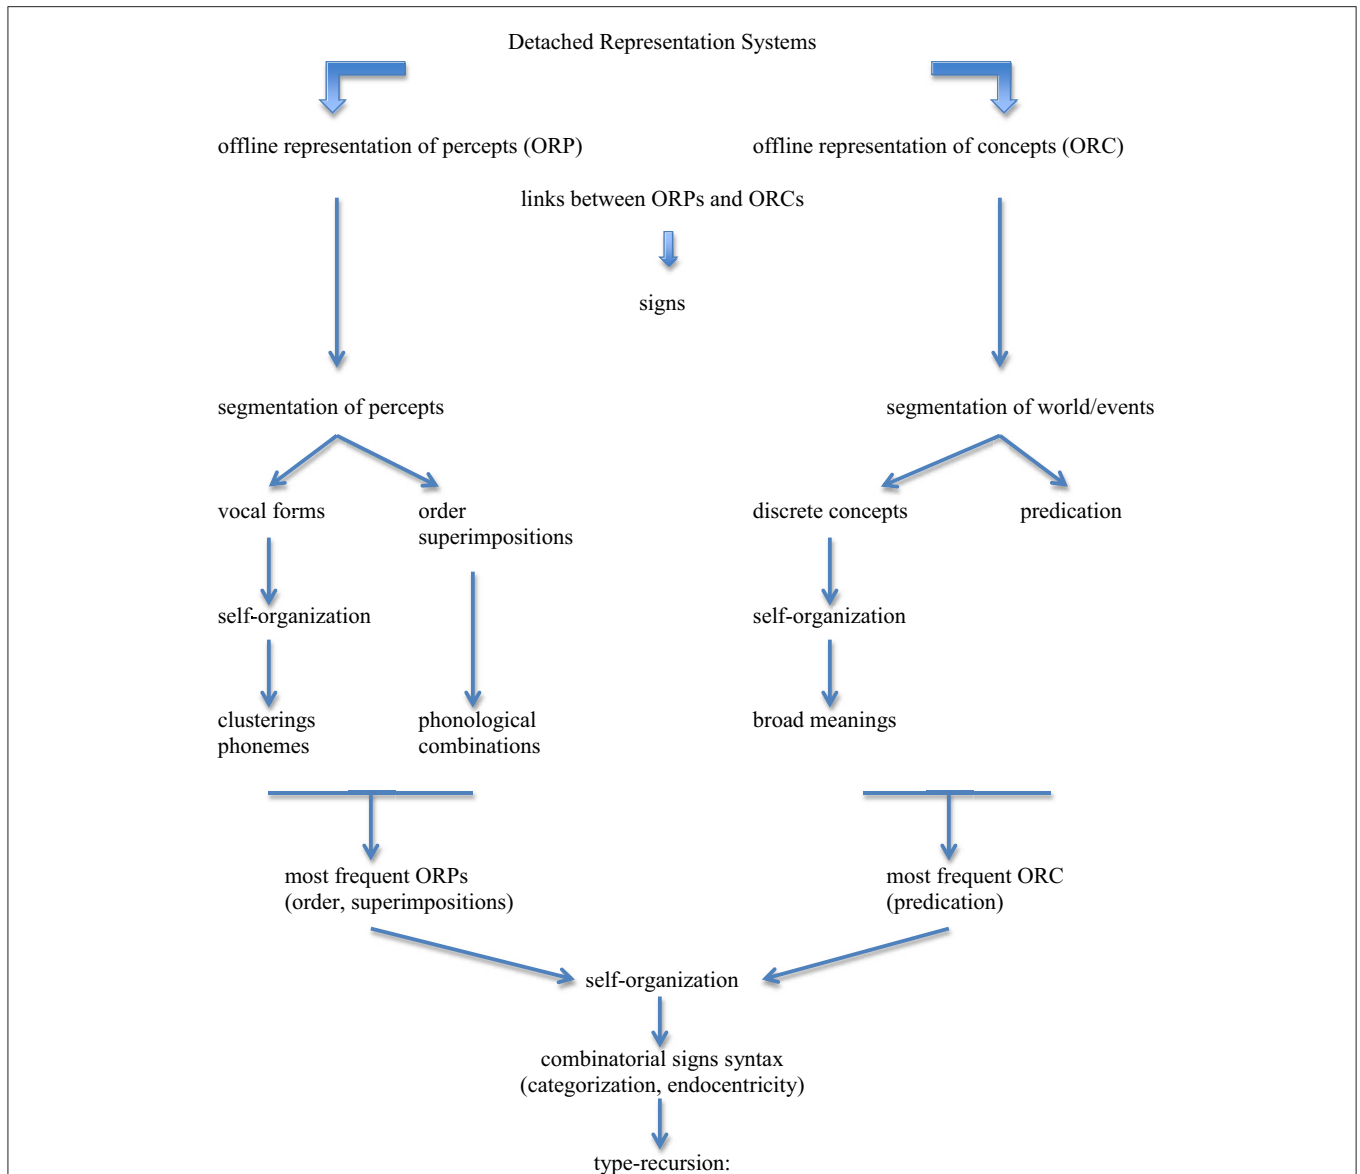 Detached Representation Systems
offline representation of percepts (ORP)
offline representation of concepts (ORC)
links between ORPs and ORCs
signs
segmentation of percepts
segmentation of world/events
vocal forms
order
superimpositions
discrete concepts
predication
self-organization
self-organization
clusterings
phonemes
phonological
combinations
broad meanings
most frequent ORPs
(order, superimpositions)
most frequent ORC
(predication)
self-organization
combinatorial signs syntax
(categorization, endocentricity)
type-recursion: